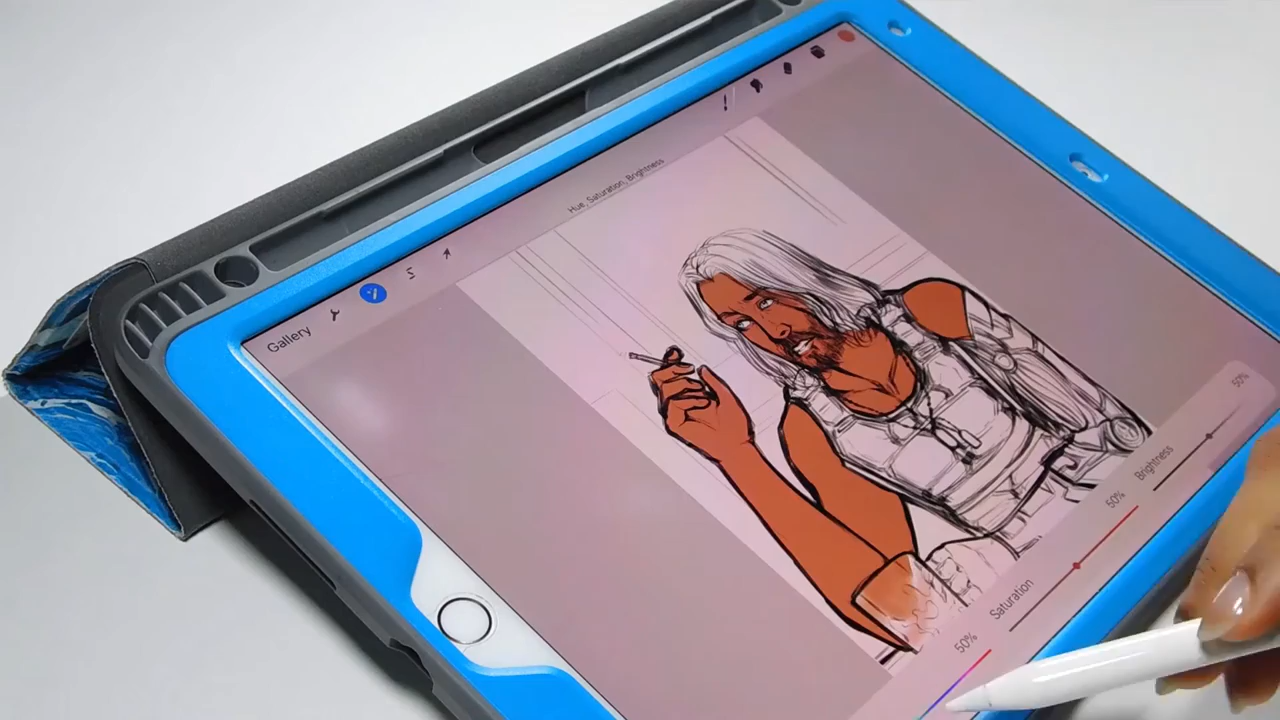 Gallery
Hue, Saturation, Brightness
50%
Saturation
50%
Brightness
50%